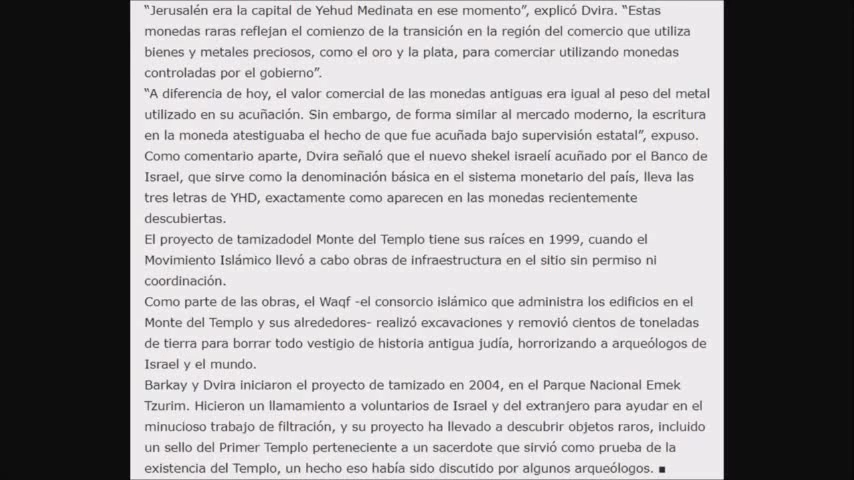 “Jerusalén era la capital de Yehud Medinata en ese momento”, explicó Dvira. “Estas
monedas raras reflejan el comienzo de la transición en la región del comercio que utiliza
bienes y metales preciosos, como el oro y la plata, para comerciar utilizando monedas
controladas por el gobierno”.
“A diferencia de hoy, el valor comercial de las monedas antiguas era igual al peso del metal
utilizado en su acuñación. Sin embargo, de forma similar al mercado moderno, la escritura
en la moneda atestiguaba el hecho de que fue acuñada bajo supervisión estatal”, expuso.
Como comentario aparte, Dvira señaló que el nuevo shekel israelí acuñado por el Banco de
Israel, que sirve como la denominación básica en el sistema monetario del país, lleva las
tres letras de YHD, exactamente como aparecen en las monedas recientemente
descubiertas.
El proyecto de tamizadodel Monte del Templo tiene sus raíces en 1999, cuando el
Movimiento Islámico llevó a cabo obras de infraestructura en el sitio sin permiso ni
coordinación.
Como parte de las obras, el Waqf -el consorcio islámico que administra los edificios en el
Monte del Templo y sus alrededores- realizó excavaciones y removió cientos de toneladas
de tierra para borrar todo vestigio de historia antigua judía, horrorizando a arqueólogos de
Israel y el mundo.
Barkay y Dvira iniciaron el proyecto de tamizado en 2004, en el Parque Nacional Emek
Tzurim. Hicieron un llamamiento a voluntarios de Israel y del extranjero para ayudar en el
minucioso trabajo de filtración, y su proyecto ha llevado a descubrir objetos raros, incluido
un sello del Primer Templo perteneciente a un sacerdote que sirvió como prueba de la
existencia del Templo, un hecho eso había sido discutido por algunos arqueólogos. ■